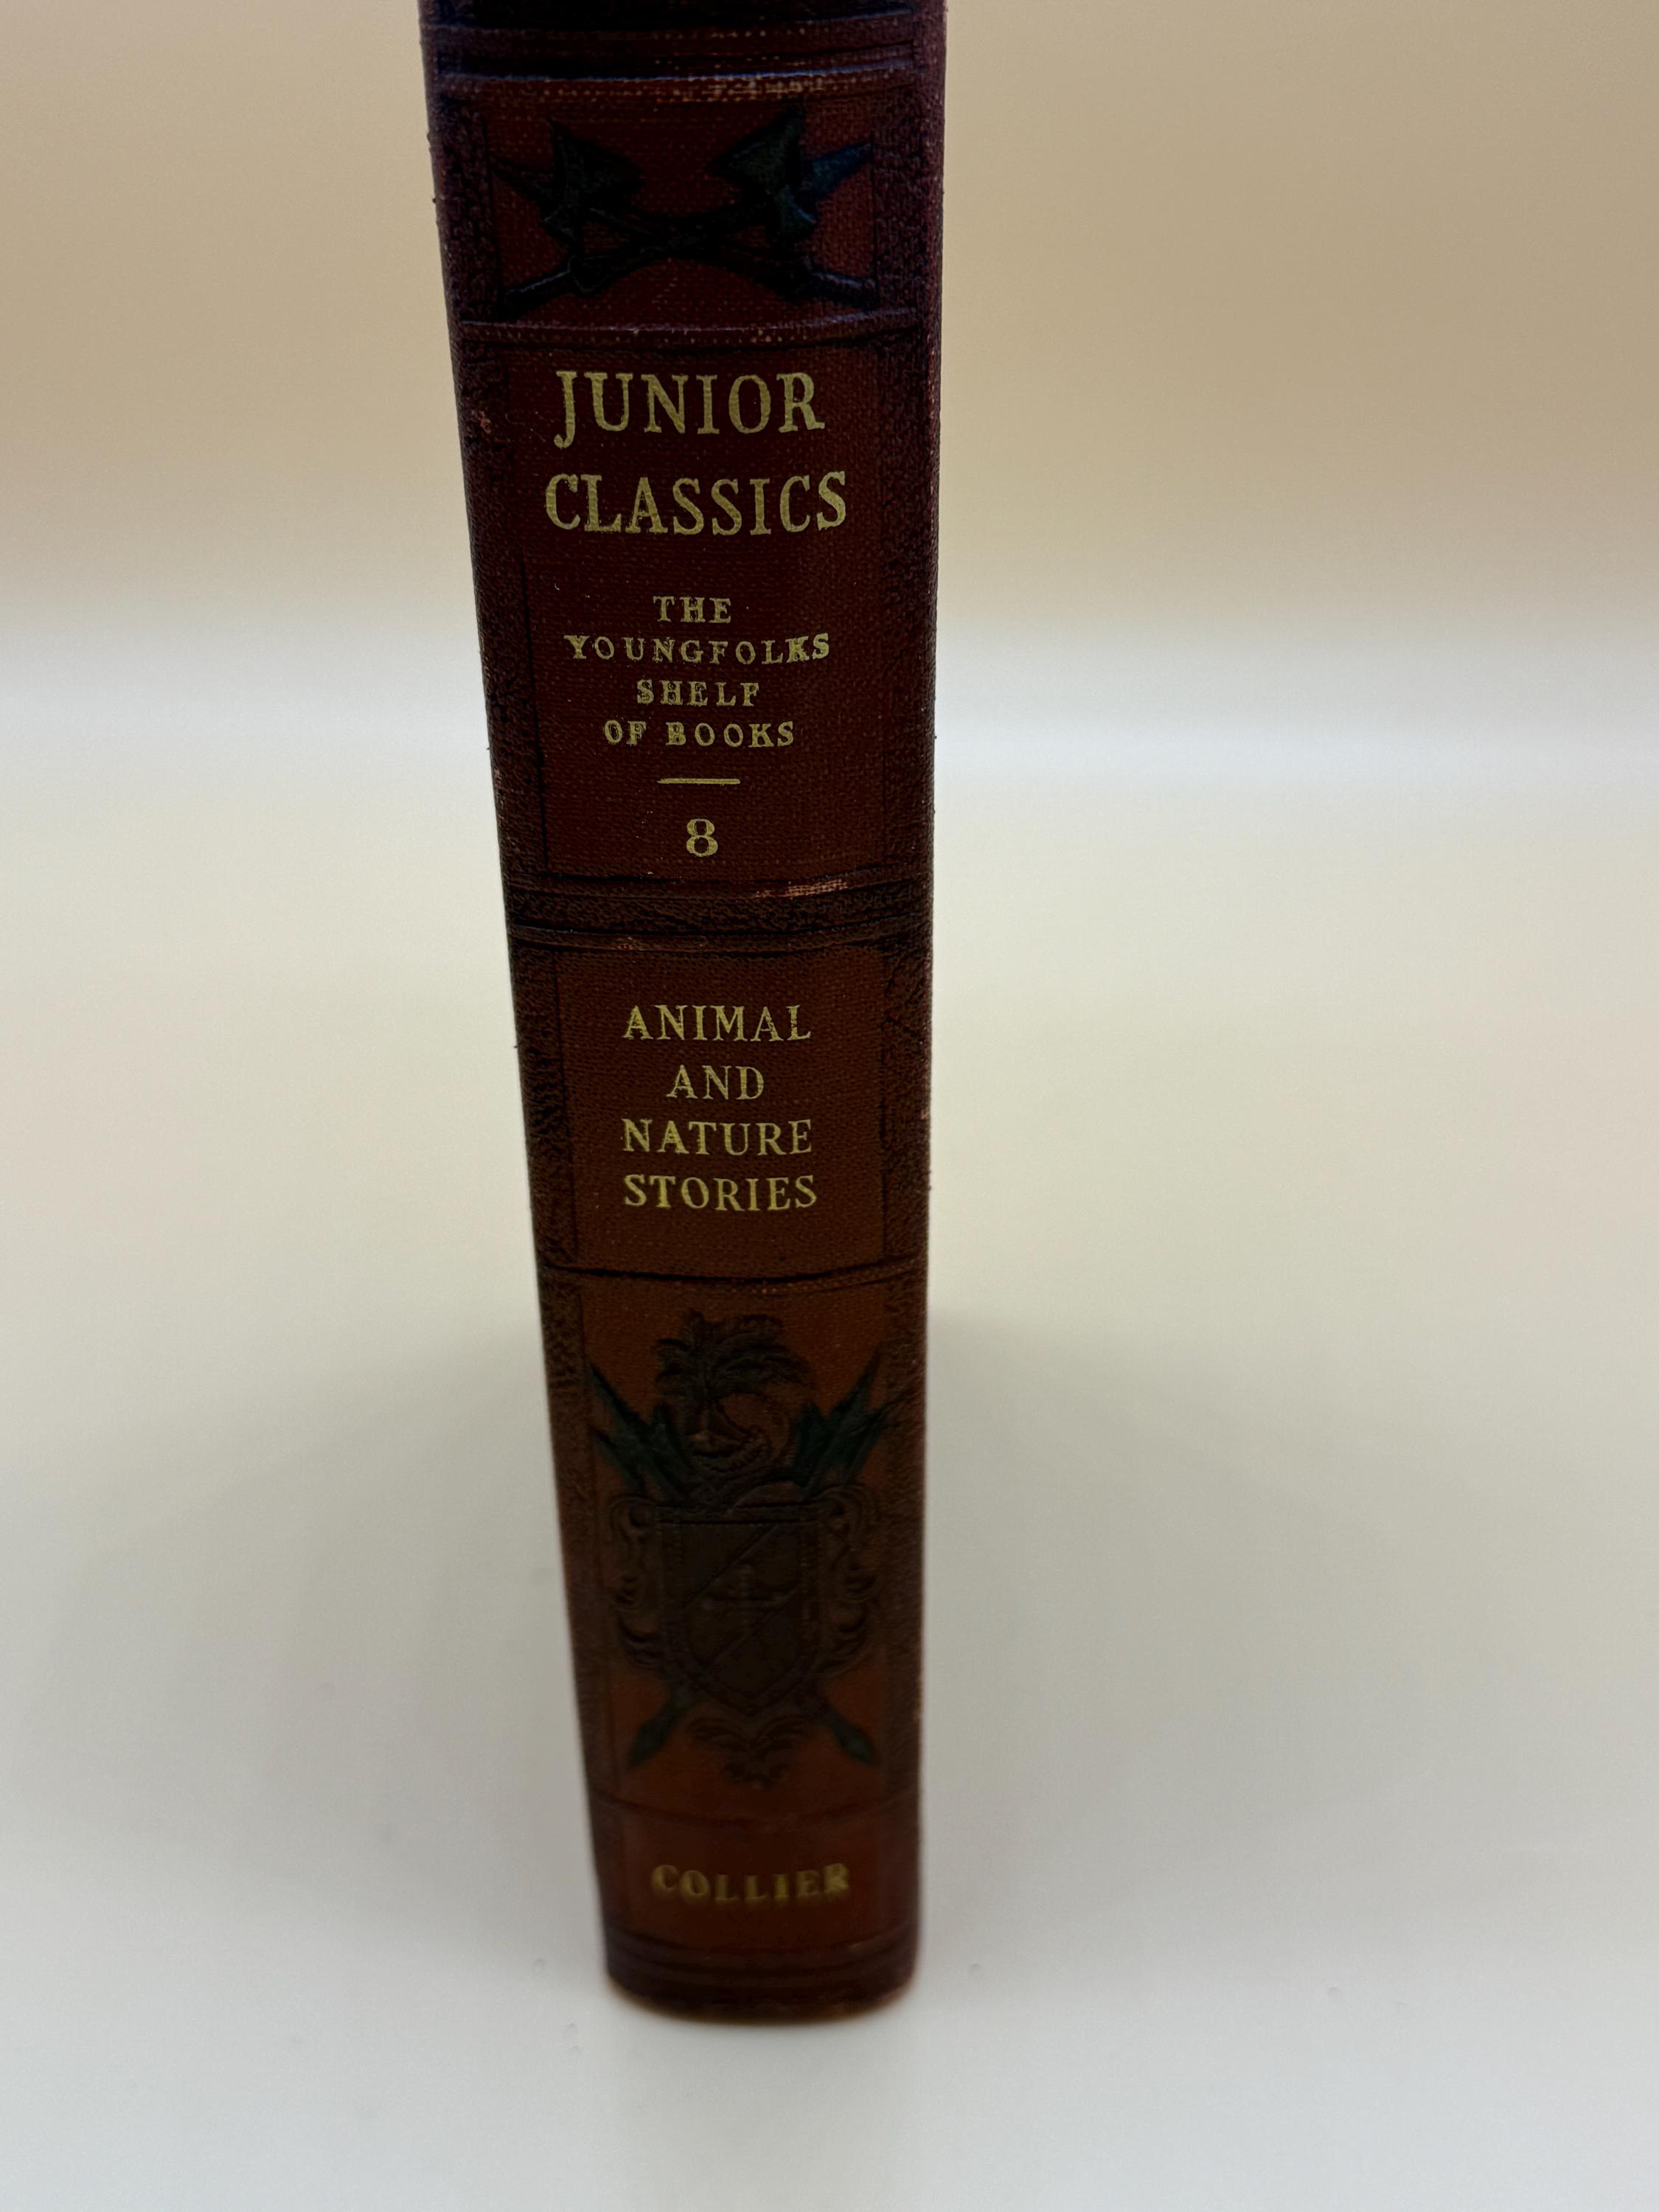 JUNIOR
CLASSICS
THE
YOUNGFOLKS
SHELF
OF BOOKS
8
ANIMAL
AND
NATURE
STORIES
COLLIER